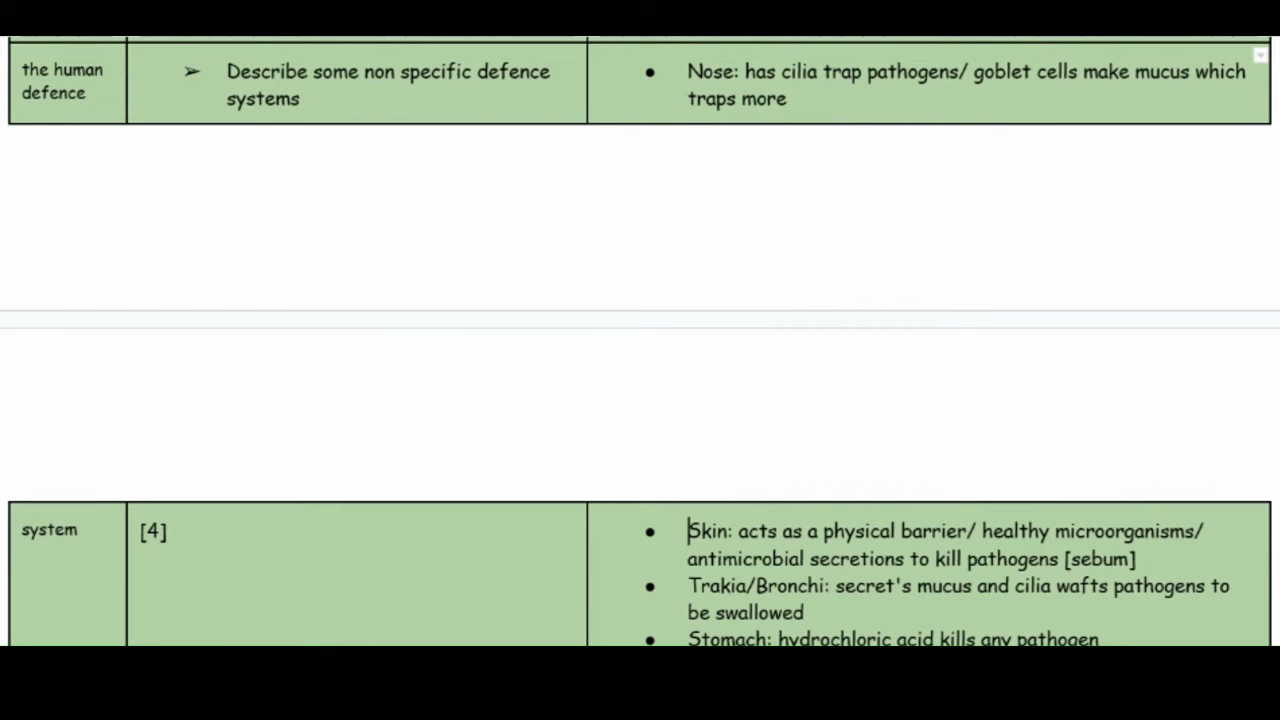 the human
defence
➢ Describe some non specific defence
systems
● Nose: has cilia trap pathogens/ goblet cells make mucus which
traps more
system
[4]
● Skin: acts as a physical barrier/ healthy microorganisms/
antimicrobial secretions to kill pathogens [sebum]
● Trakia/Bronchi: secret's mucus and cilia wafts pathogens to
be swallowed
● Stomach: hydrochloric acid kills any pathogen